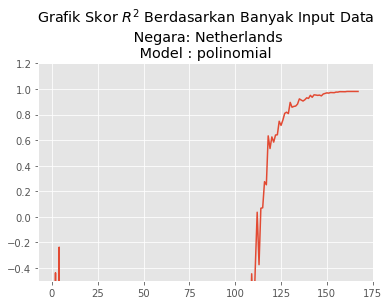 Grafik Skor R² Berdasarkan Banyak Input Data
Negara: Netherlands
Model : polinomial
1.2
1.0
0.8
0.6
0.4
0.2
0.0
−0.2
−0.4
0 25 50 75 100 125 150 175